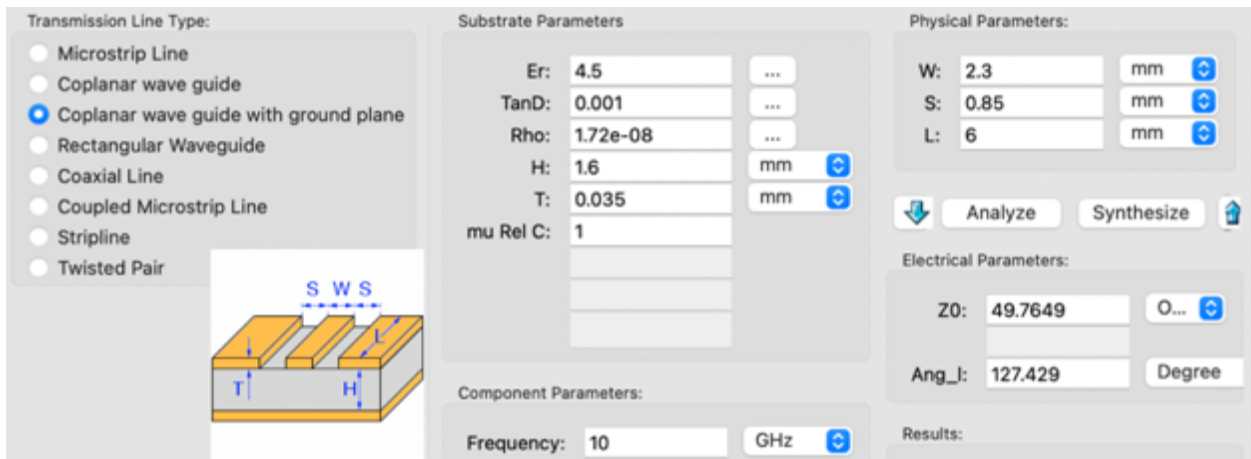 Transmission Line Type:
Microstrip Line
Coplanar wave guide
Coplanar wave guide with ground plane
Rectangular Waveguide
Coaxial Line
Coupled Microstrip Line
Stripline
Twisted Pair
S W S
L
T
H
Substrate Parameters
Er: 4.5 ...
TanD: 0.001 ...
Rho: 1.72e-08 ...
H: 1.6 mm
T: 0.035 mm
mu Rel C: 1
Component Parameters:
Frequency: 10 GHz
Physical Parameters:
W: 2.3 mm
S: 0.85 mm
L: 6 mm
Analyze Synthesize
Electrical Parameters:
Z0: 49.7649 O...
Ang_l: 127.429 Degree
Results: